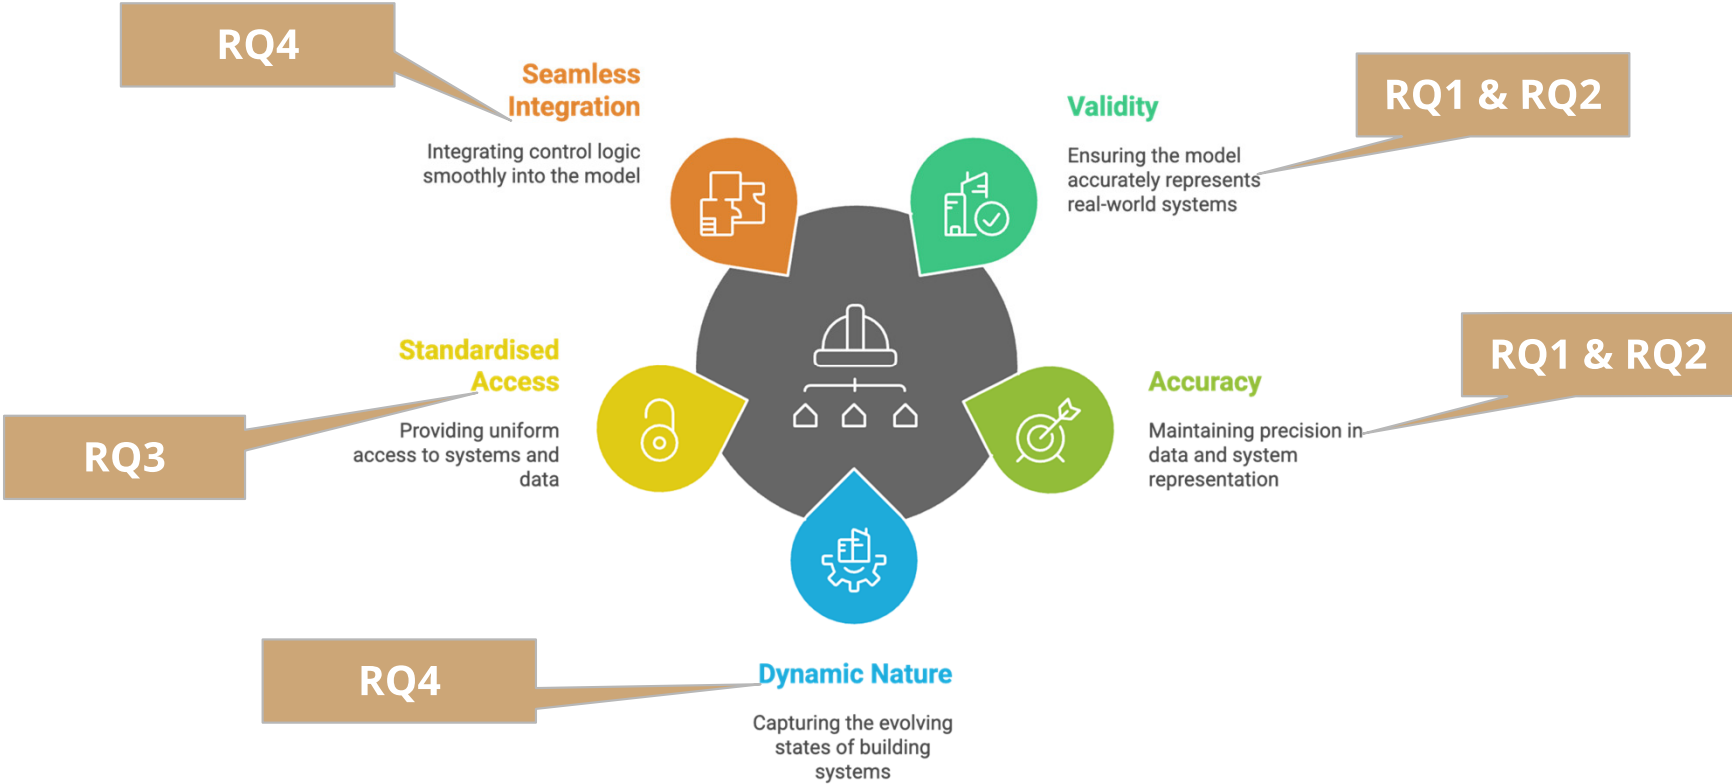 RQ4
Seamless
Integration
Integrating control logic
smoothly into the model
RQ1 & RQ2
Validity
Ensuring the model
accurately represents
real-world systems
Standardised
Access
Providing uniform
access to systems and
data
RQ3
RQ1 & RQ2
Accuracy
Maintaining precision in
data and system
representation
RQ4
Dynamic Nature
Capturing the evolving
states of building
systems